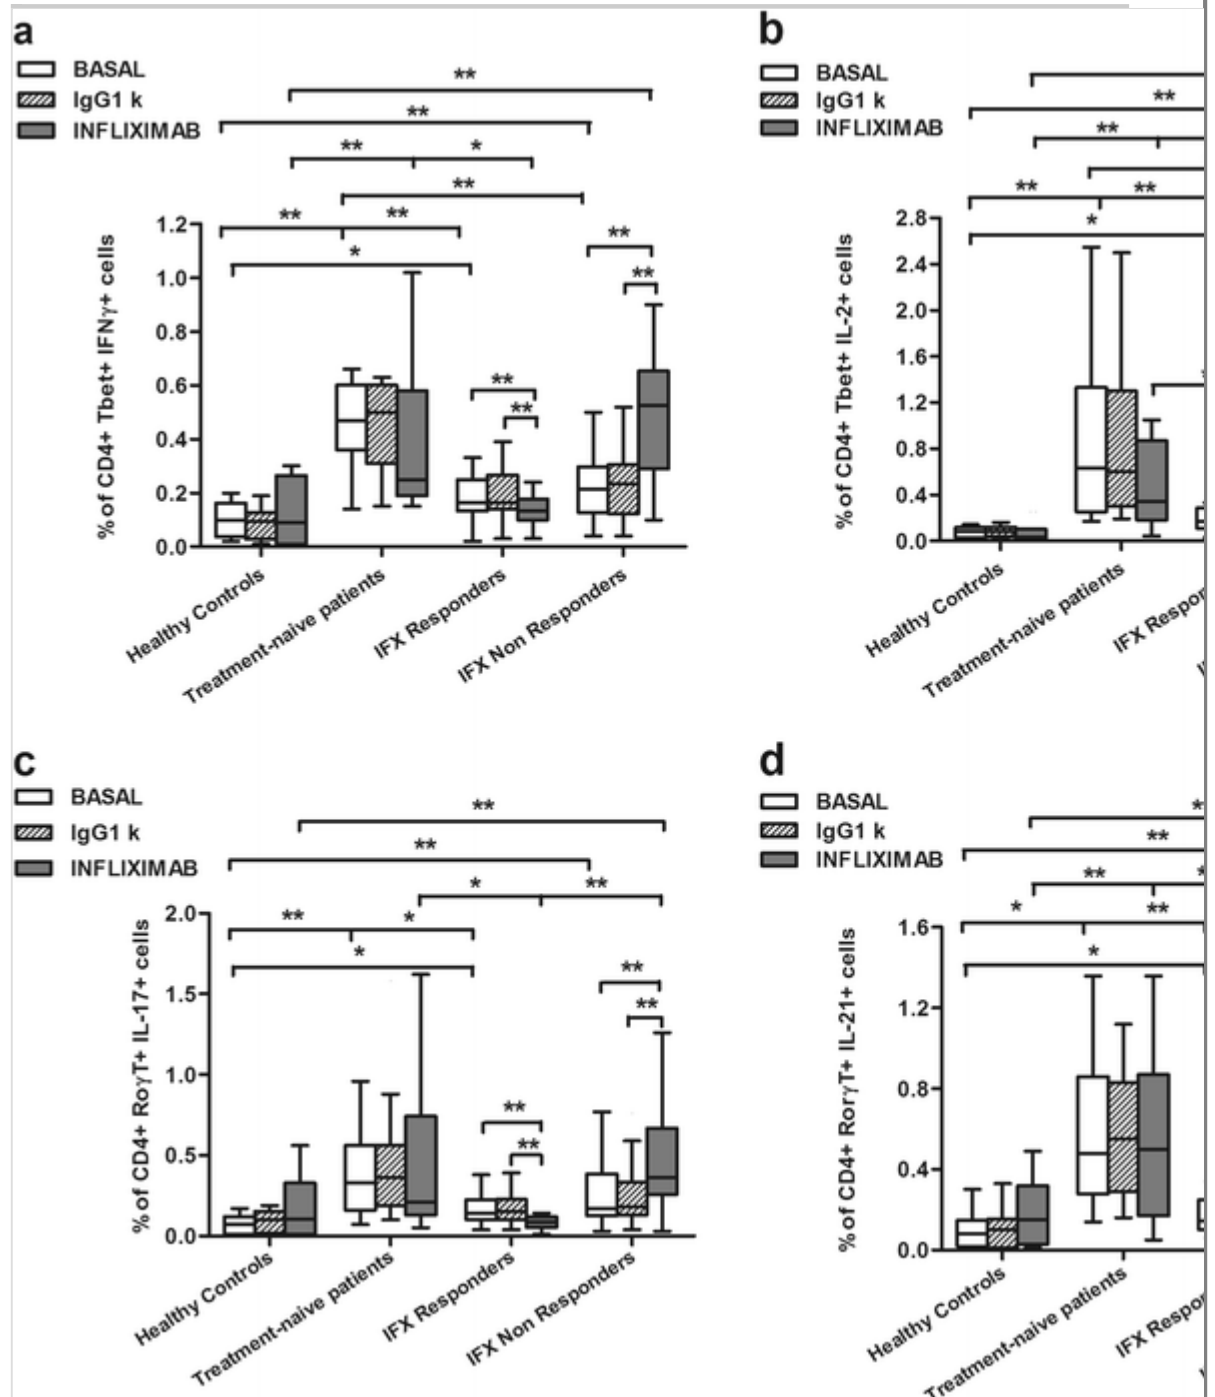 a
BASAL
IgG1 k
INFLIXIMAB
**
**
** *
**
** **
*
**
**
**
**
% of CD4+ Tbet+ IFNγ+ cells
1.2
1.0
0.8
0.6
0.4
0.2
0.0
Healthy Controls
Treatment-naive patients
IFX Responders
IFX Non Responders
b
BASAL
IgG1 k
INFLIXIMAB
**
**
** **
*
% of CD4+ Tbet+ IL-2+ cells
2.8
2.4
2.0
1.6
1.2
0.8
0.4
0.0
Healthy Controls
Treatment-naive patients
IFX Respon
c
BASAL
IgG1 k
INFLIXIMAB
**
**
* **
** *
*
**
**
**
**
% of CD4+ RoγT+ IL-17+ cells
2.0
1.5
1.0
0.5
0.0
Healthy Controls
Treatment-naive patients
IFX Responders
IFX Non Responders
d
BASAL
IgG1 k
INFLIXIMAB
*
**
** *
* **
*
% of CD4+ RorγT+ IL-21+ cells
1.6
1.2
0.8
0.4
0.0
Healthy Controls
Treatment-naive patients
IFX Respon